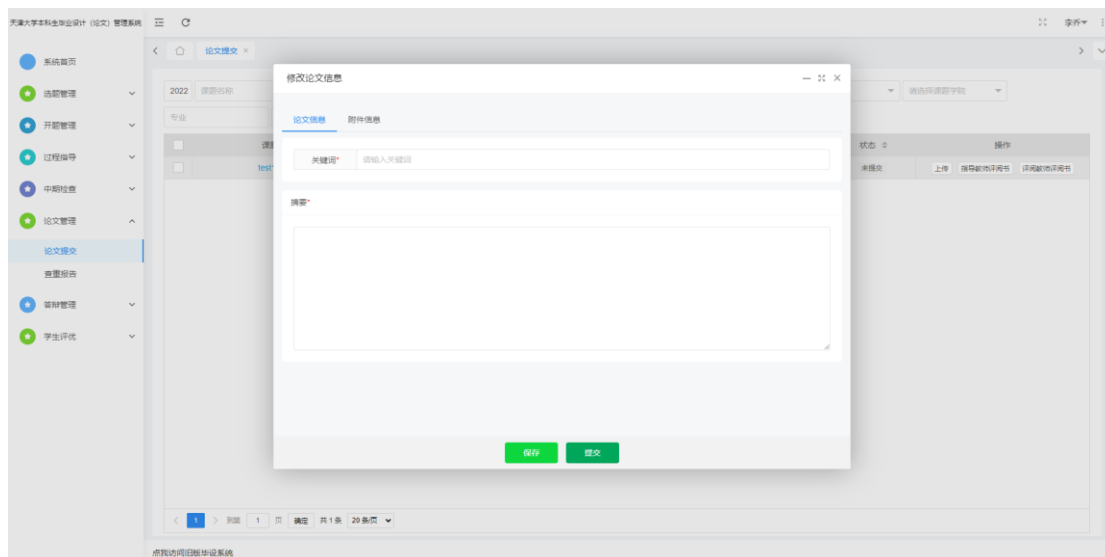 天津大学本科生毕业设计（论文）管理系统
李乔
系统首页
选题管理
开题管理
过程指导
中期检查
论文管理
论文提交
查重报告
答辩管理
学生评优
论文提交 ×
2022 课题名称
请选择课题学院
专业
状态
操作
test
未提交
上传 指导教师评阅书 评阅教师评阅书
修改论文信息
论文信息 附件信息
关键词* 请输入关键词
摘要*
保存 提交
1 到第 1 页 确定 共 1 条 20 条/页
点我访问旧版毕设系统